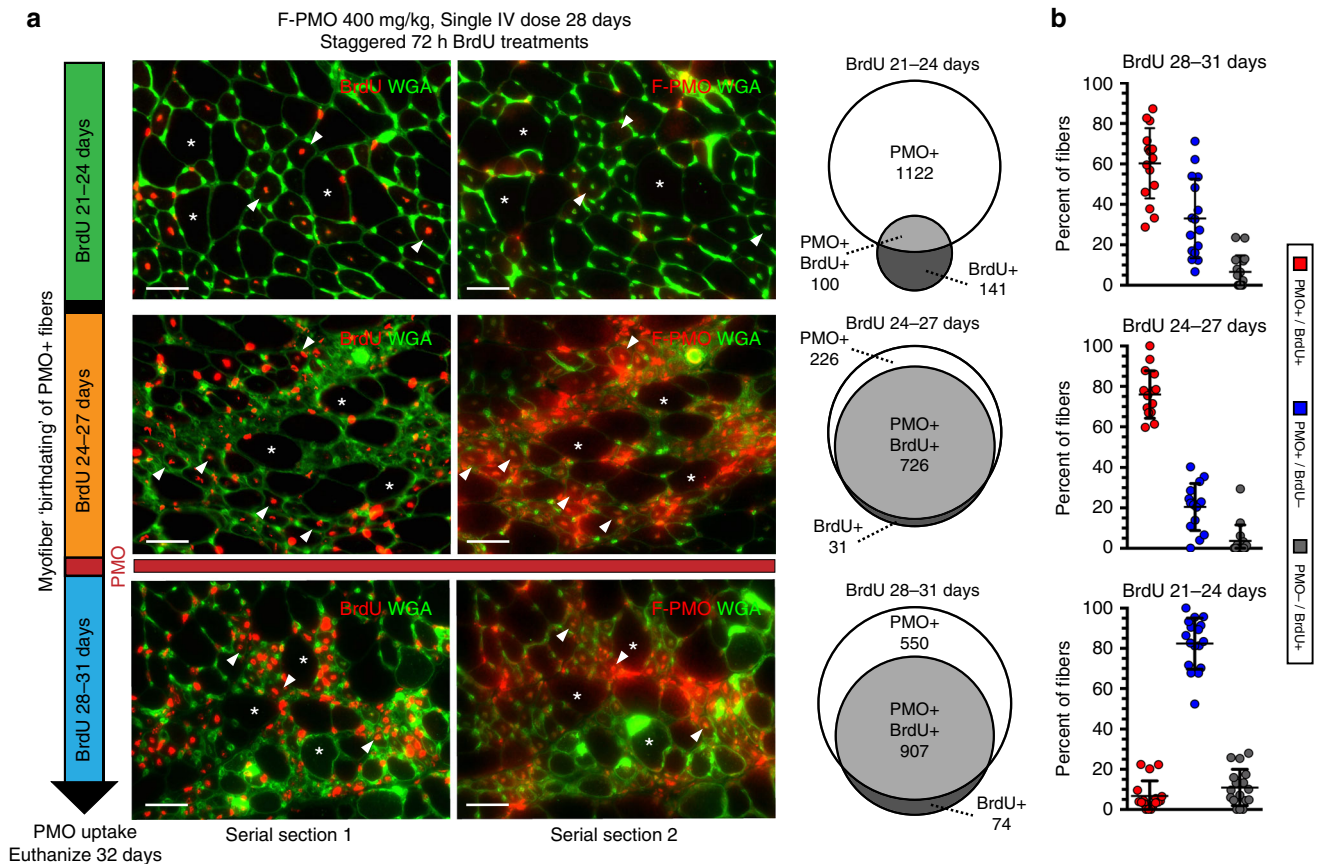 a
F-PMO 400 mg/kg, Single IV dose 28 days
Staggered 72 h BrdU treatments
Myofiber 'birthdating' of PMO+ fibers
BrdU 21–24 days
BrdU 24–27 days
PMO
BrdU 28–31 days
PMO uptake
Euthanize 32 days
BrdU WGA
F-PMO WGA
BrdU WGA
F-PMO WGA
BrdU WGA
F-PMO WGA
Serial section 1
Serial section 2
BrdU 21–24 days
PMO+
1122
PMO+
BrdU+
100
BrdU+
141
BrdU 24–27 days
PMO+
226
PMO+
BrdU+
726
BrdU+
31
BrdU 28–31 days
PMO+
550
PMO+
BrdU+
907
BrdU+
74
b
BrdU 28–31 days
Percent of fibers
100
80
60
40
20
0
BrdU 24–27 days
Percent of fibers
100
80
60
40
20
0
BrdU 21–24 days
Percent of fibers
100
80
60
40
20
0
PMO+ / BrdU+
PMO+ / BrdU–
PMO– / BrdU+